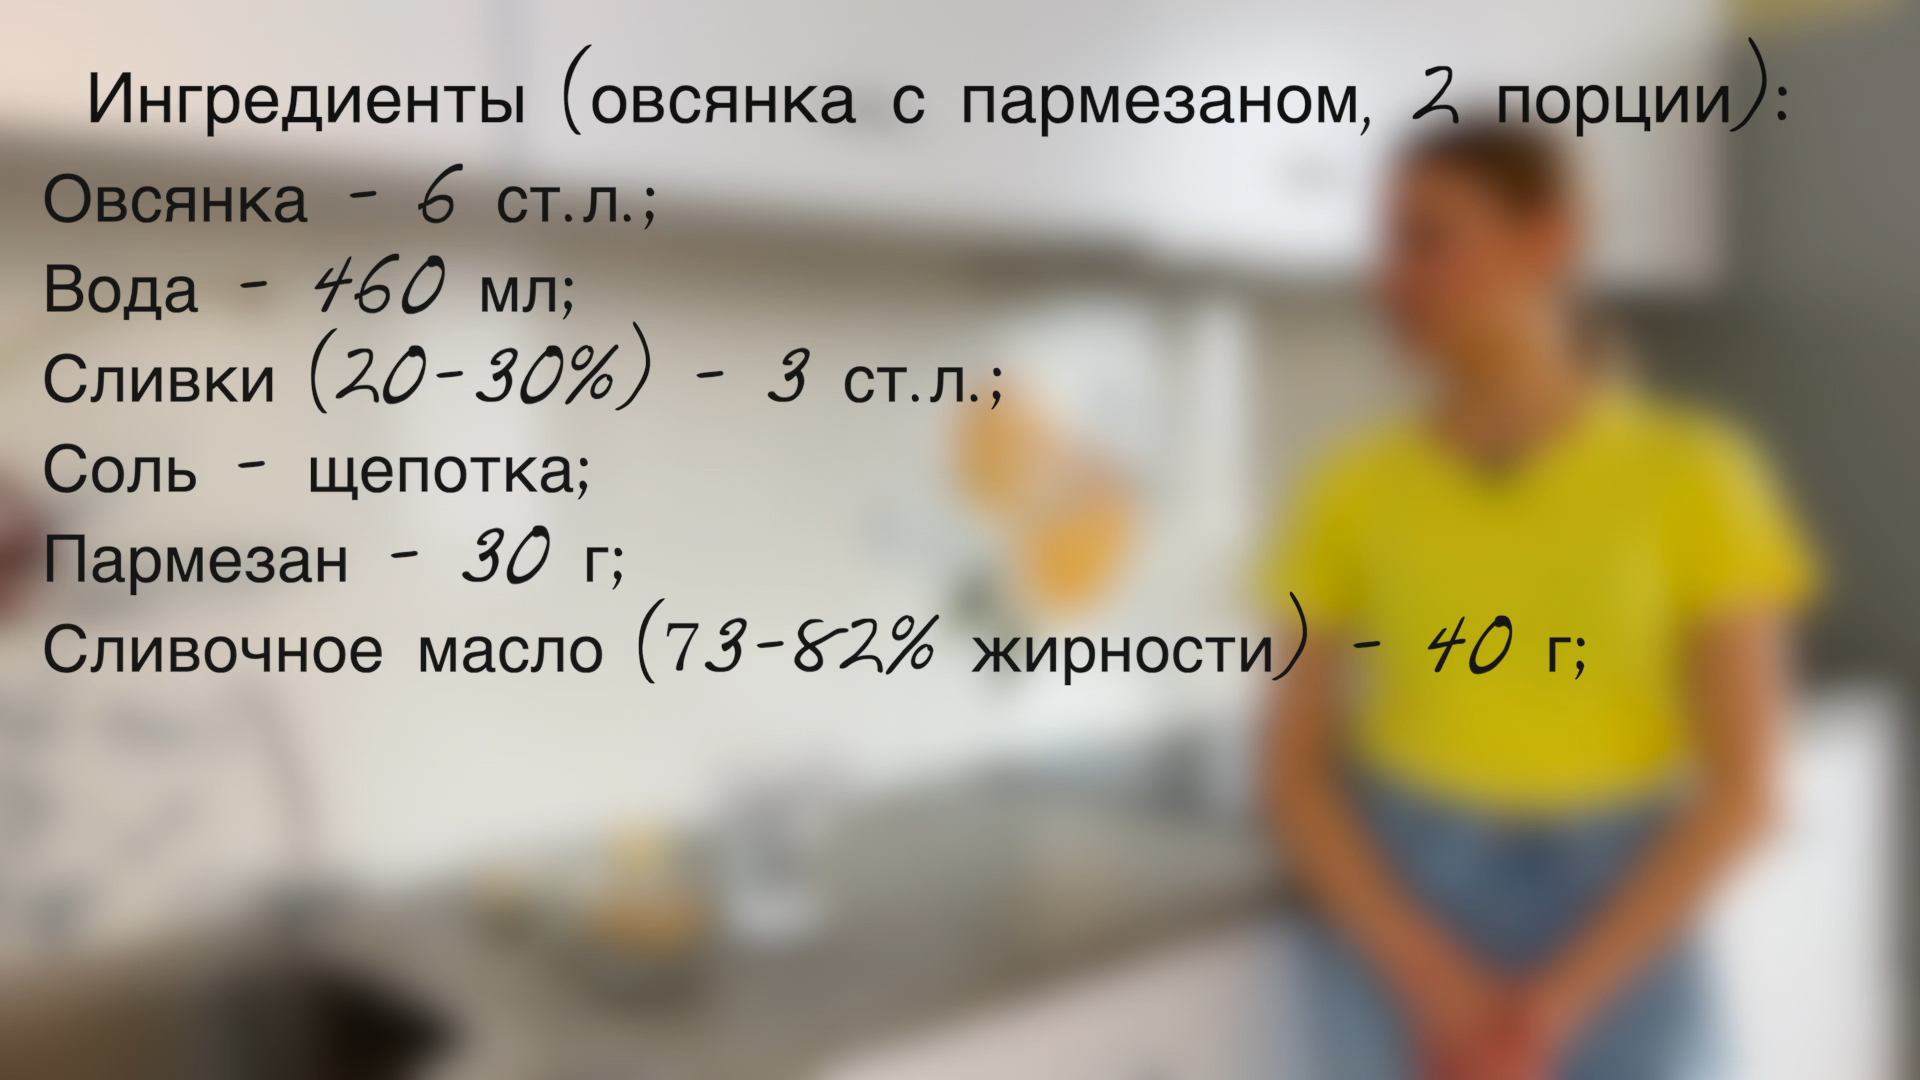 Ингредиенты (овсянка с пармезаном, 2 порции):
Овсянка - 6 ст.л.;
Вода - 460 мл;
Сливки (20-30%) - 3 ст.л.;
Соль - щепотка;
Пармезан - 30 г;
Сливочное масло (73-82% жирности) - 40 г;